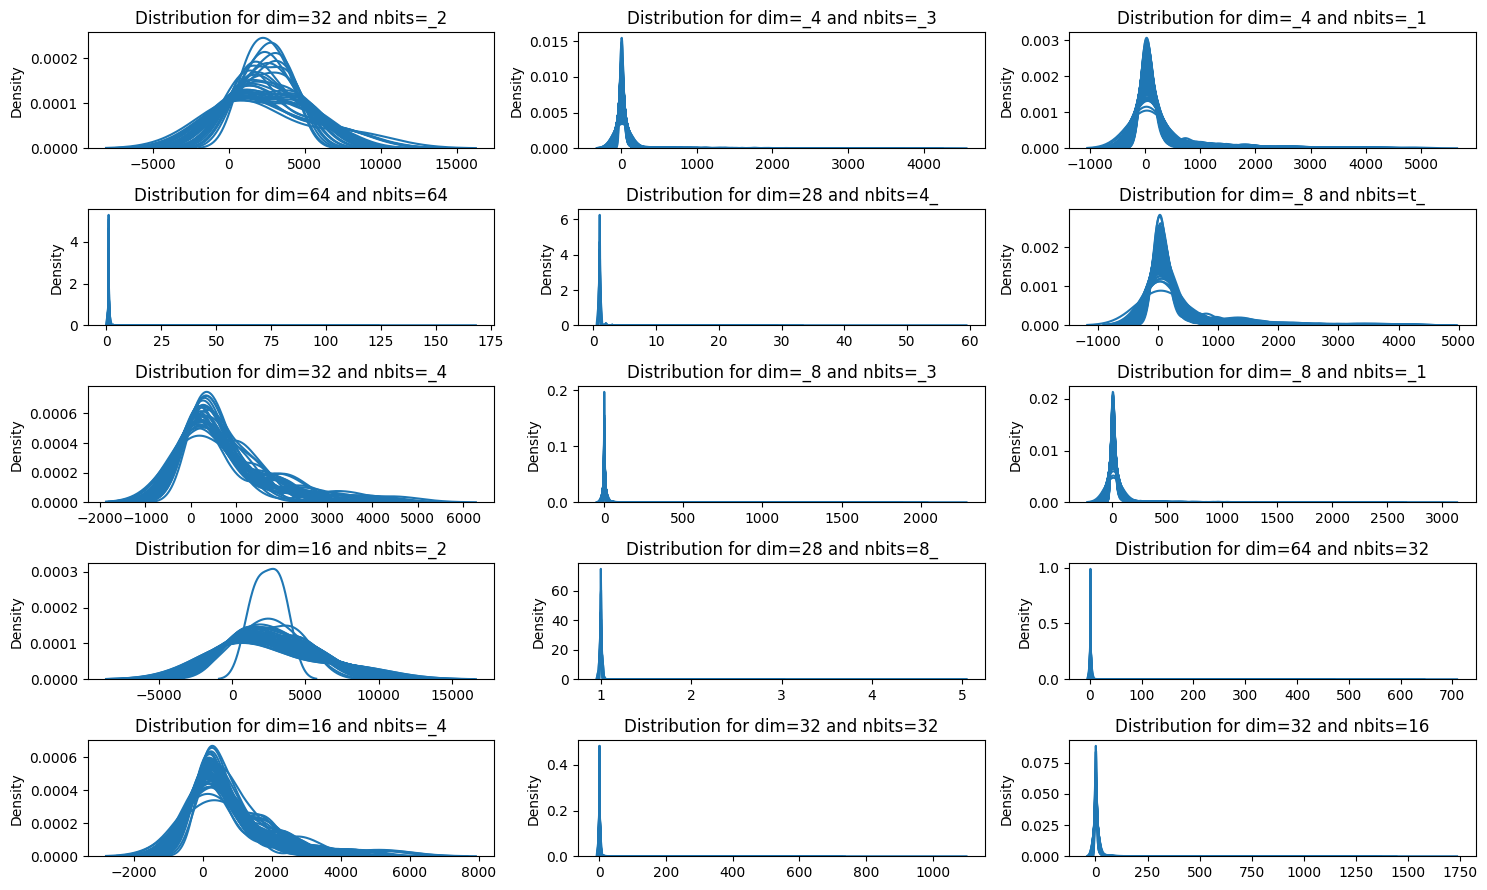 Distribution for dim=32 and nbits=_2
Density
0.0002
0.0001
0.0000
−5000 0 5000 10000 15000
Distribution for dim=_4 and nbits=_3
Density
0.015
0.010
0.005
0.000
0 1000 2000 3000 4000
Distribution for dim=_4 and nbits=_1
Density
0.003
0.002
0.001
0.000
−1000 0 1000 2000 3000 4000 5000
Distribution for dim=64 and nbits=64
Density
4
2
0
0 25 50 75 100 125 150 175
Distribution for dim=28 and nbits=4_
Density
6
4
2
0
0 10 20 30 40 50 60
Distribution for dim=_8 and nbits=t_
Density
0.002
0.001
0.000
−1000 0 1000 2000 3000 4000 5000
Distribution for dim=32 and nbits=_4
Density
0.0006
0.0004
0.0002
0.0000
−2000 −1000 0 1000 2000 3000 4000 5000 6000
Distribution for dim=_8 and nbits=_3
Density
0.2
0.1
0.0
0 500 1000 1500 2000
Distribution for dim=_8 and nbits=_1
Density
0.02
0.01
0.00
0 500 1000 1500 2000 2500 3000
Distribution for dim=16 and nbits=_2
Density
0.0003
0.0002
0.0001
0.0000
−5000 0 5000 10000 15000
Distribution for dim=28 and nbits=8_
Density
60
40
20
0
1 2 3 4 5
Distribution for dim=64 and nbits=32
Density
1.0
0.5
0.0
0 100 200 300 400 500 600 700
Distribution for dim=16 and nbits=_4
Density
0.0006
0.0004
0.0002
0.0000
−2000 0 2000 4000 6000 8000
Distribution for dim=32 and nbits=32
Density
0.4
0.2
0.0
0 200 400 600 800 1000
Distribution for dim=32 and nbits=16
Density
0.075
0.050
0.025
0.000
0 250 500 750 1000 1250 1500 1750